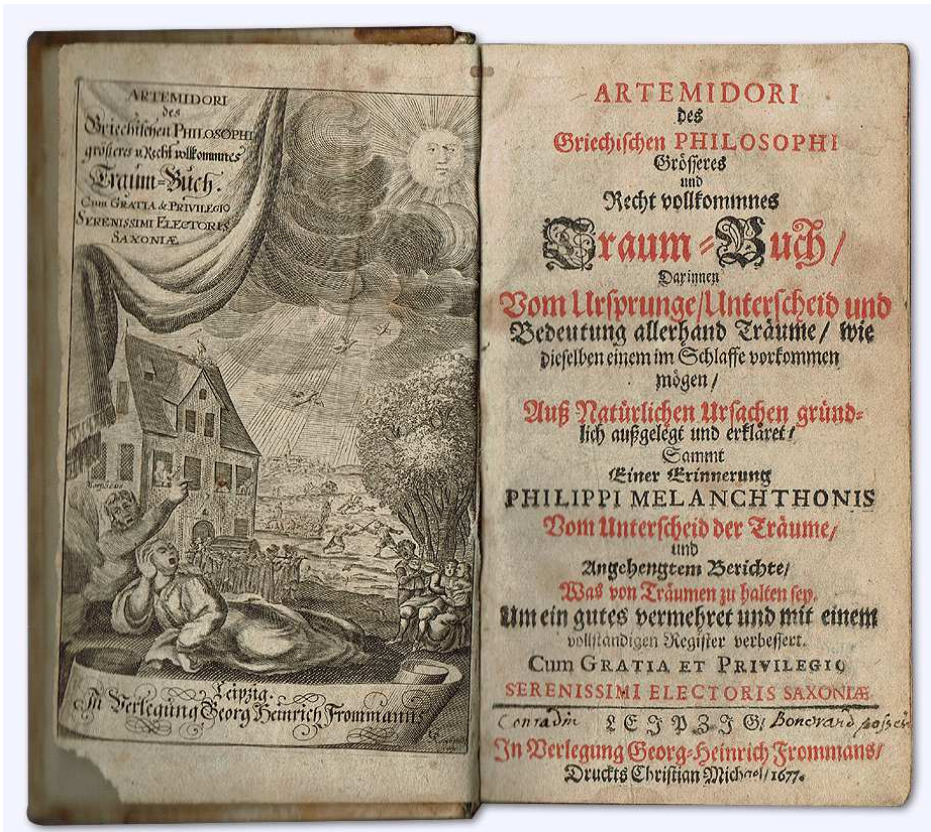 ARTEMIDORI
des
Griechischen PHILOSOPHI
grösseres u. Recht vollkommnes
Traum-Buch.
Cum GRATIA & PRIVILEGIO
SERENISSIMI ELECTORIS
SAXONIÆ.
Morpheus
Leipzig.
In Verlegung Georg Heinrich Frommanns
ARTEMIDORI
des
Griechischen PHILOSOPHI
Grösseres
und
Recht vollkommnes
Traum-Buch/
Darinnen
Vom Ursprunge/Unterscheid und
Bedeutung allerhand Träume/ wie
dieselben einem im Schlaffe vorkommen
mögen/
Auß Natürlichen Ursachen gründ-
lich außgelegt und erkläret/
Sammt
Einer Erinnerung
PHILIPPI MELANCHTHONIS
Vom Unterscheid der Träume/
und
Angehengtem Berichte/
Was von Träumen zu halten sey.
Um ein gutes vermehret und mit einem
vollständigen Register verbessert.
Cum GRATIA ET PRIVILEGIO
SERENISSIMI ELECTORIS SAXONIÆ
Conradin LEIPZIG/ Bonorand
In Verlegung Georg-Heinrich Frommans/
Druckts Christian Michael/ 1677.